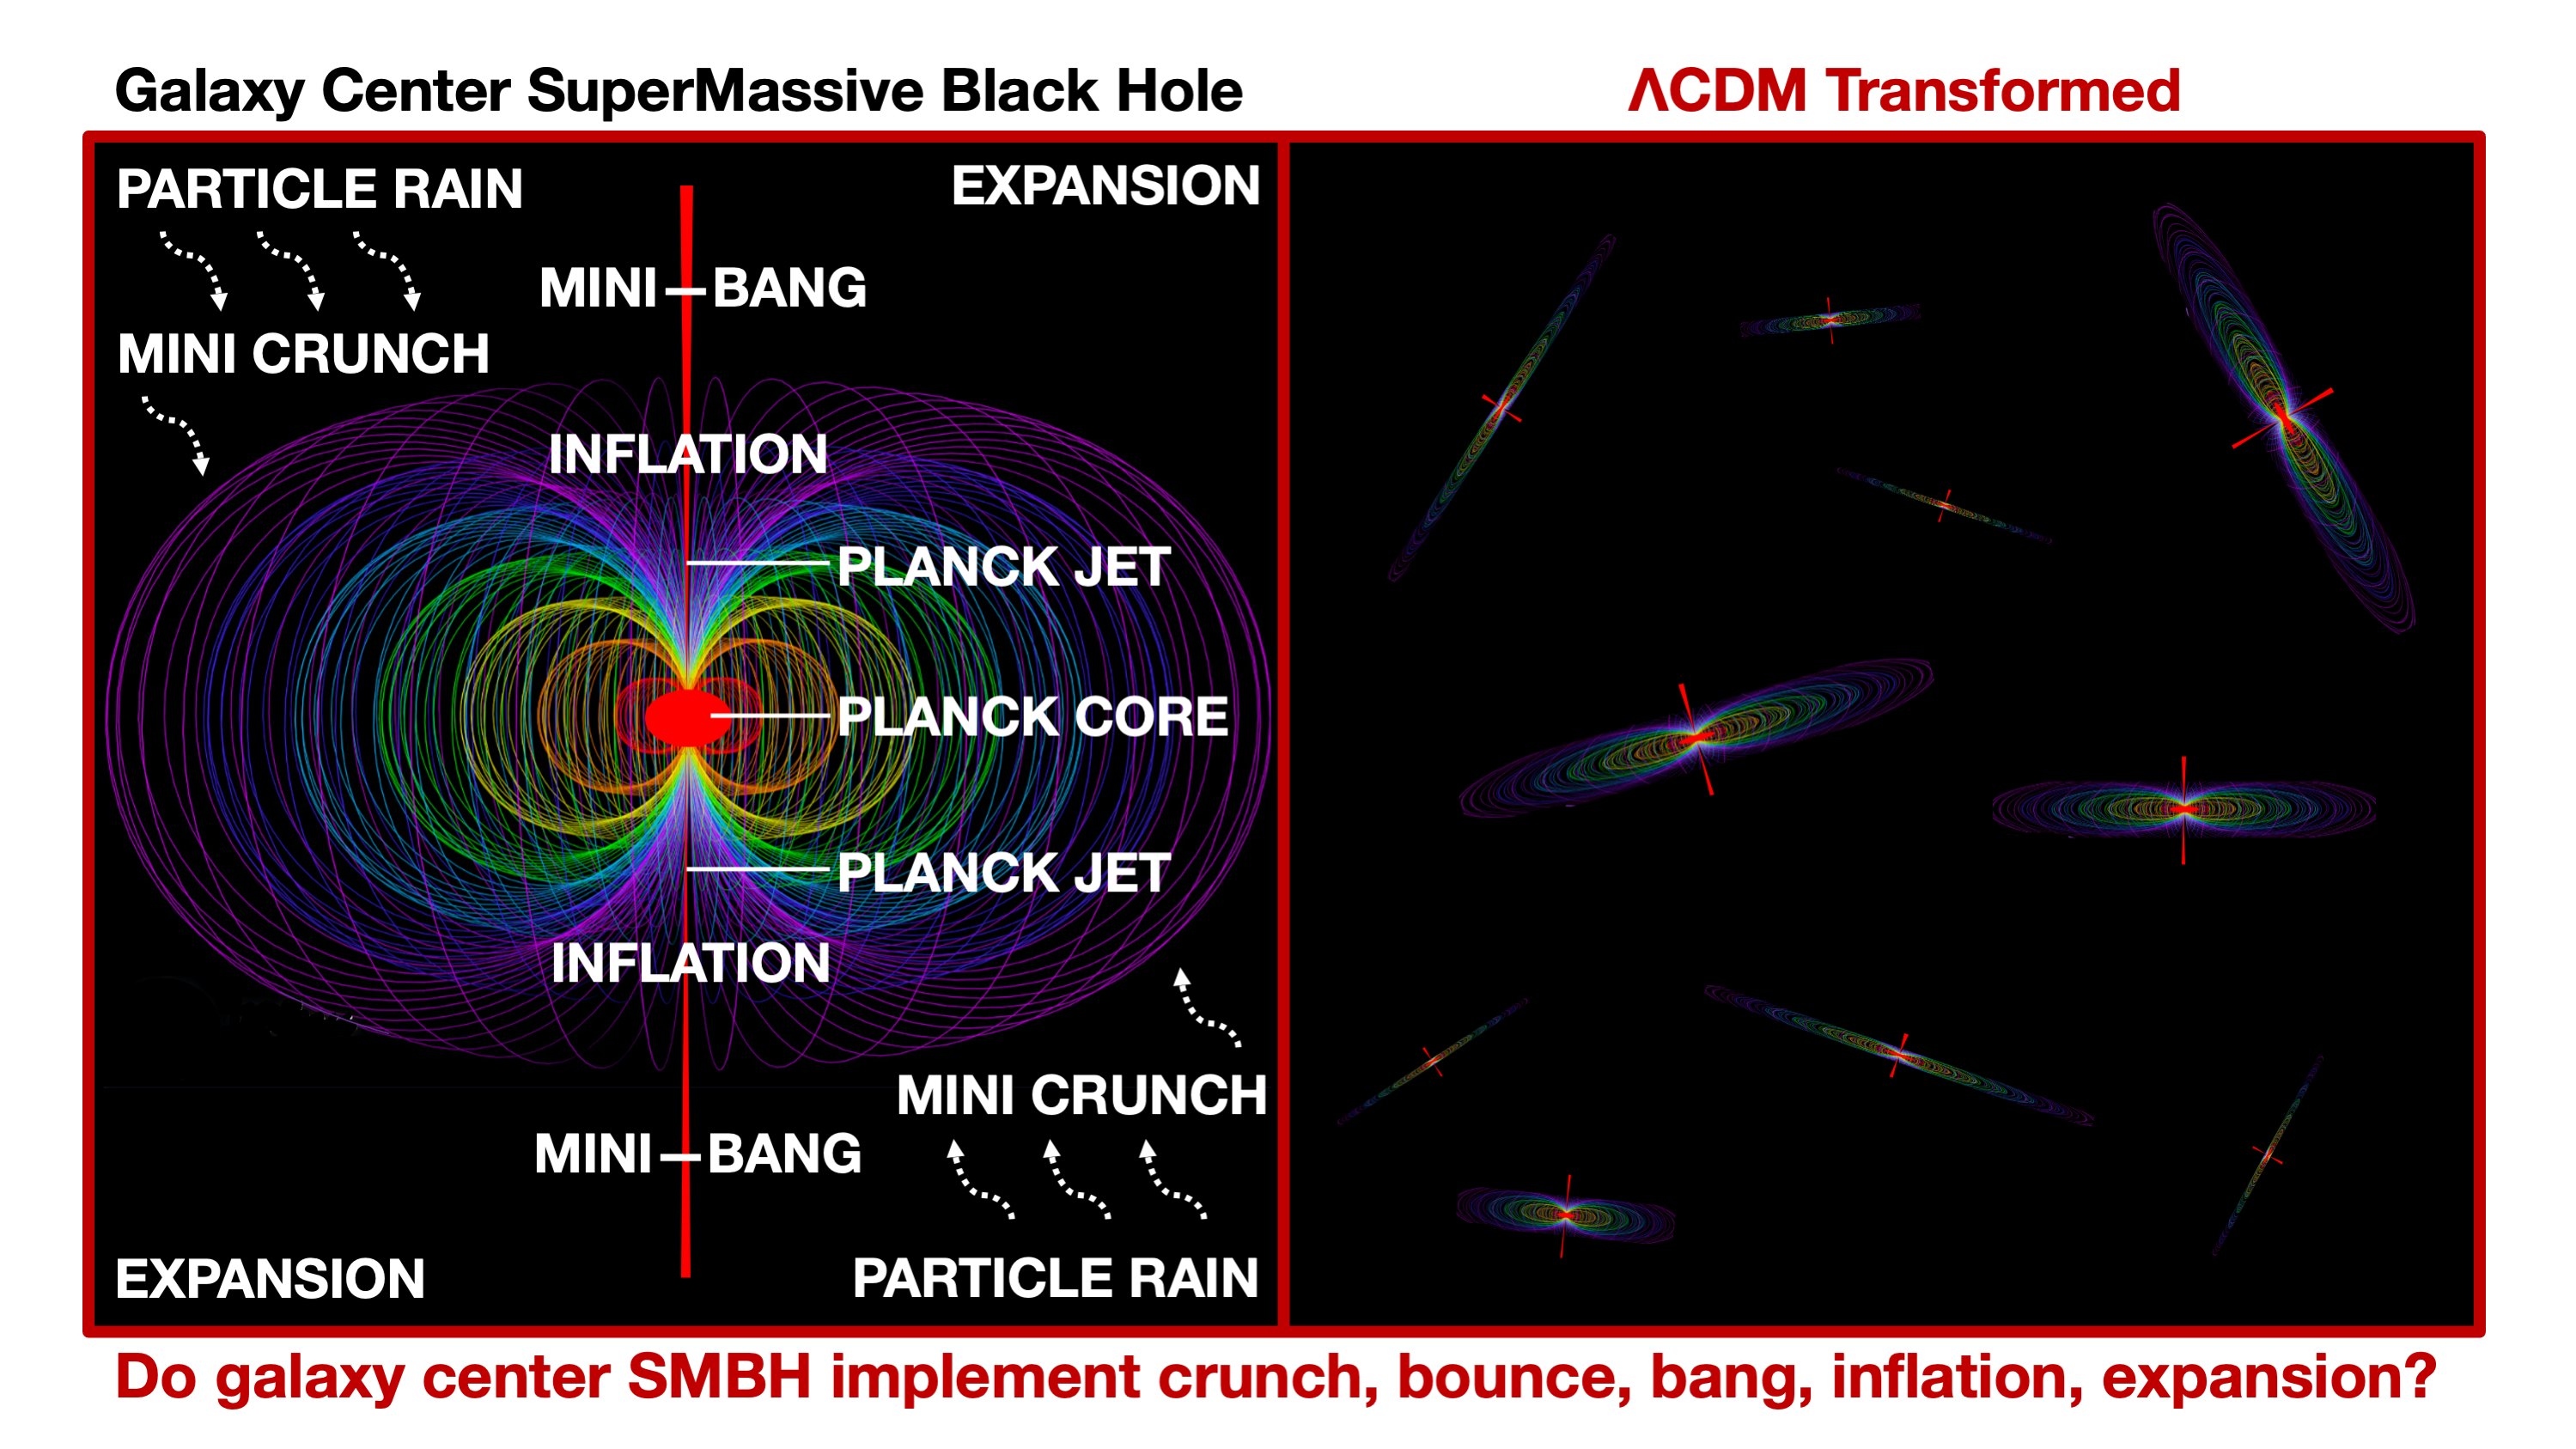 Galaxy Center SuperMassive Black Hole
ΛCDM Transformed
PARTICLE RAIN
EXPANSION
MINI BANG
MINI CRUNCH
INFLATION
PLANCK JET
PLANCK CORE
PLANCK JET
INFLATION
MINI CRUNCH
MINI BANG
EXPANSION
PARTICLE RAIN
Do galaxy center SMBH implement crunch, bounce, bang, inflation, expansion?